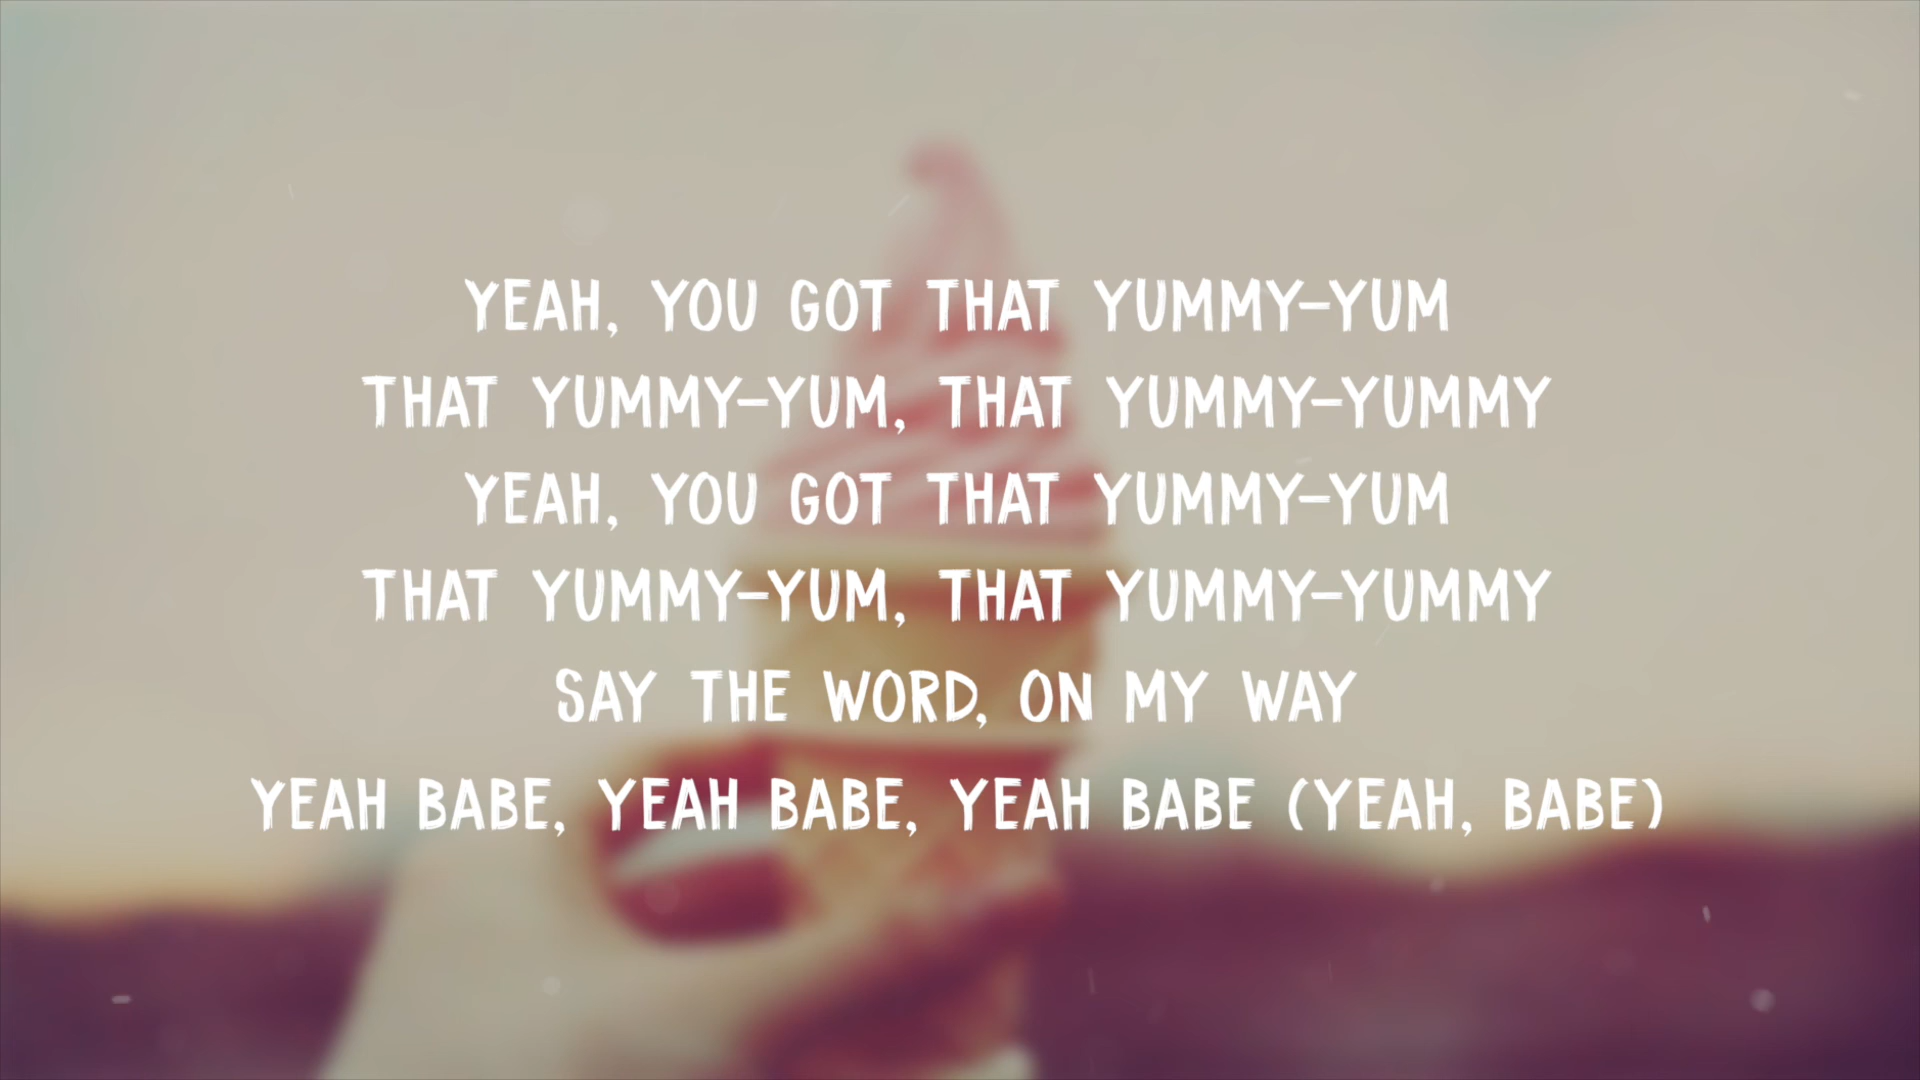 YEAH, YOU GOT THAT YUMMY-YUM
THAT YUMMY-YUM, THAT YUMMY-YUMMY
YEAH, YOU GOT THAT YUMMY-YUM
THAT YUMMY-YUM, THAT YUMMY-YUMMY
SAY THE WORD, ON MY WAY
YEAH BABE, YEAH BABE, YEAH BABE (YEAH, BABE)